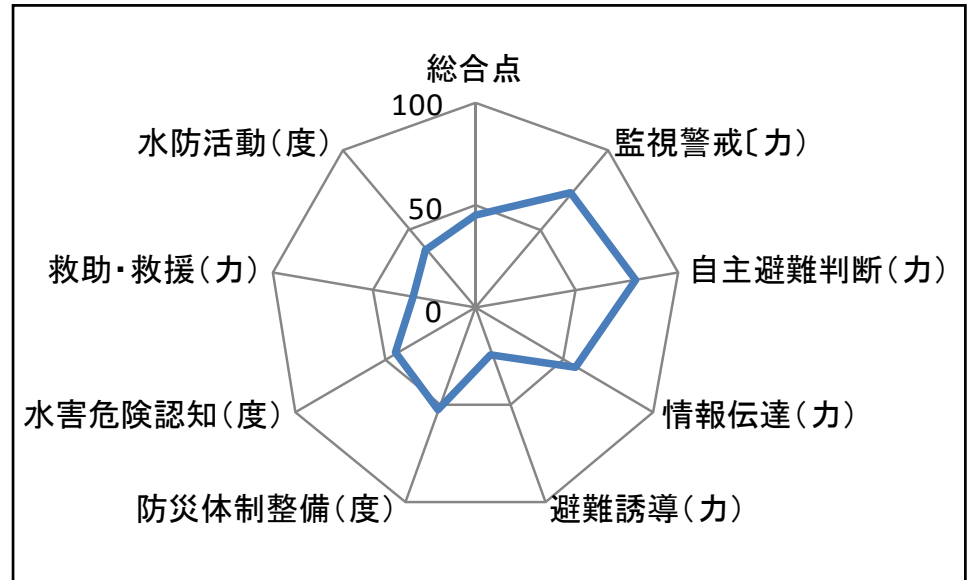 総合点
100
水防活動(度)
監視警戒〔力)
50
救助・救援(力)
自主避難判断(力)
0
水害危険認知(度)
情報伝達(力)
防災体制整備(度)
避難誘導(力)